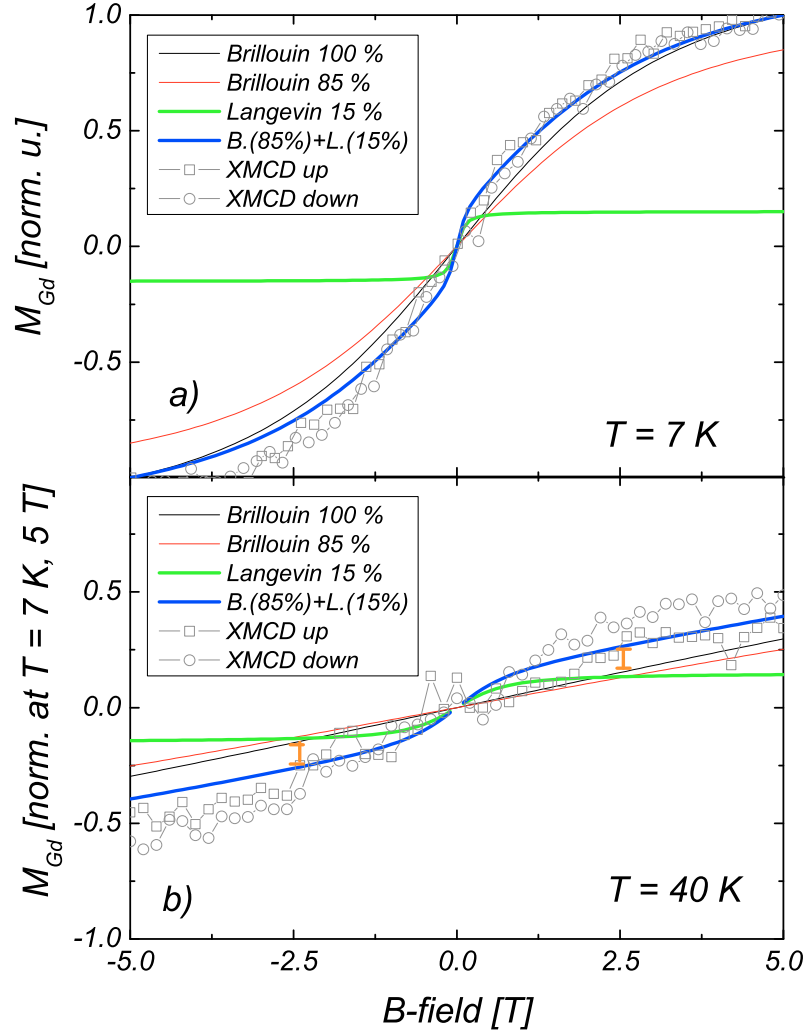 1.0
0.5
0.0
-0.5
M_Gd [norm. u.]
Brillouin 100 %
Brillouin 85 %
Langevin 15 %
B.(85%)+L.(15%)
XMCD up
XMCD down
a)
T = 7 K
0.5
0.0
-0.5
-1.0
M_Gd [norm. at T = 7 K, 5 T]
Brillouin 100 %
Brillouin 85 %
Langevin 15 %
B.(85%)+L.(15%)
XMCD up
XMCD down
b)
T = 40 K
-5.0 -2.5 0.0 2.5 5.0
B-field [T]